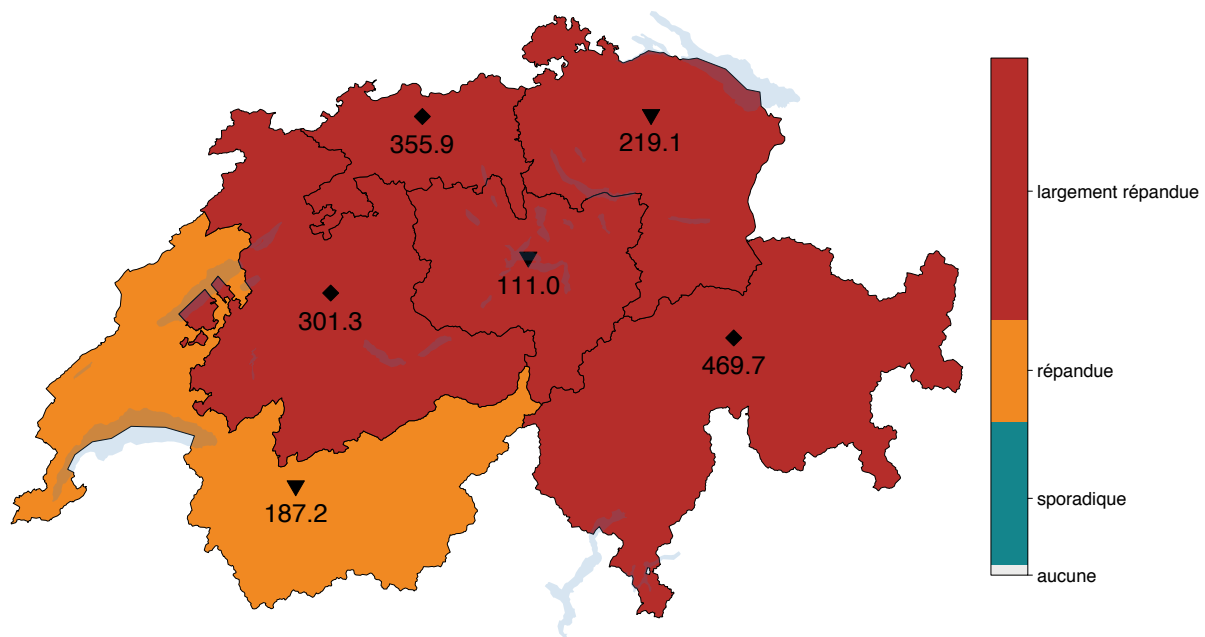 355.9
219.1
largement répandue
111.0
301.3
469.7
répandue
187.2
sporadique
aucune